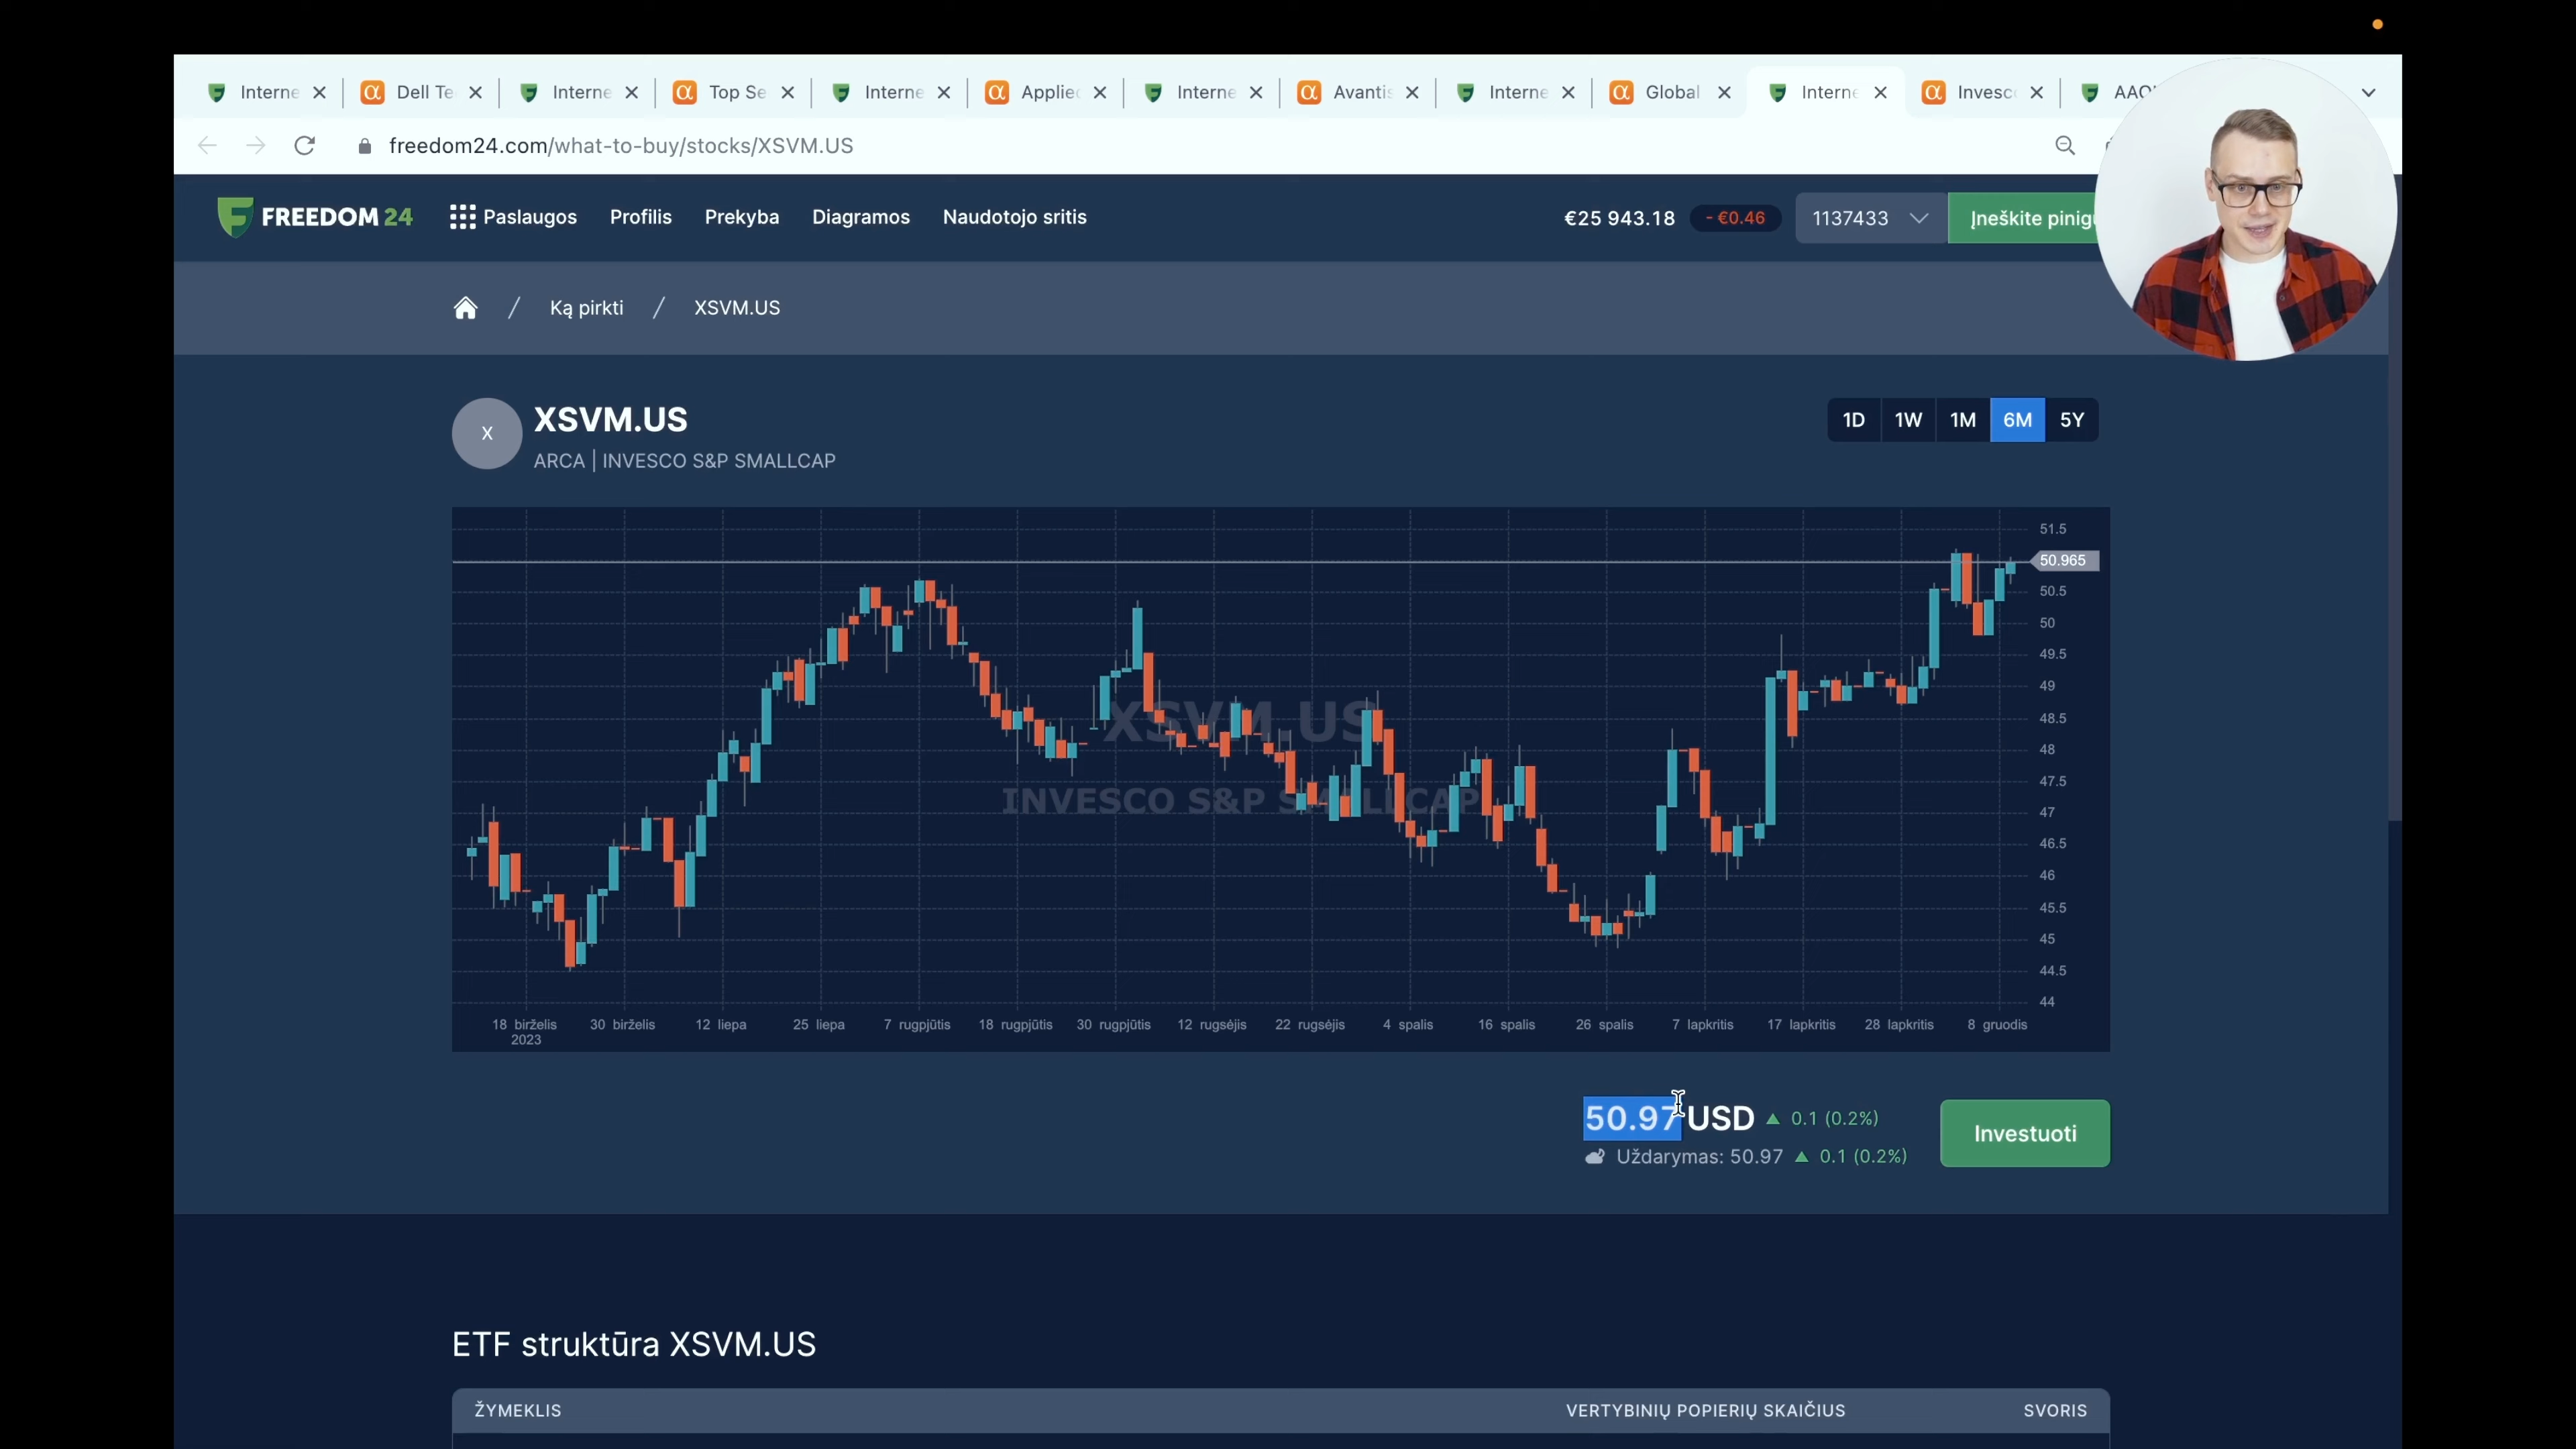 Interne
Dell Te
Interne
Top Se
Interne
Applied
Interne
Avantis
Interne
Global
Interne
Invesc
freedom24.com/what-to-buy/stocks/XSVM.US
FREEDOM 24
Paslaugos
Profilis
Prekyba
Diagramos
Naudotojo sritis
€25 943.18
- €0.46
1137433
Įneškite pinigų
/ Ką pirkti / XSVM.US
X
XSVM.US
ARCA | INVESCO S&P SMALLCAP
1D 1W 1M 6M 5Y
XSVM.US
INVESCO S&P SMALLCAP
51.5
50.965
50.5
50
49.5
49
48.5
48
47.5
47
46.5
46
45.5
45
44.5
44
18 birželis 30 birželis 12 liepa 25 liepa 7 rugpjūtis 18 rugpjūtis 30 rugpjūtis 12 rugsėjis 22 rugsėjis 4 spalis 16 spalis 26 spalis 7 lapkritis 17 lapkritis 28 lapkritis 8 gruodis
2023
50.97 USD ▲ 0.1 (0.2%)
Uždarymas: 50.97 ▲ 0.1 (0.2%)
Investuoti
ETF struktūra XSVM.US
ŽYMEKLIS
VERTYBINIŲ POPIERIŲ SKAIČIUS
SVORIS